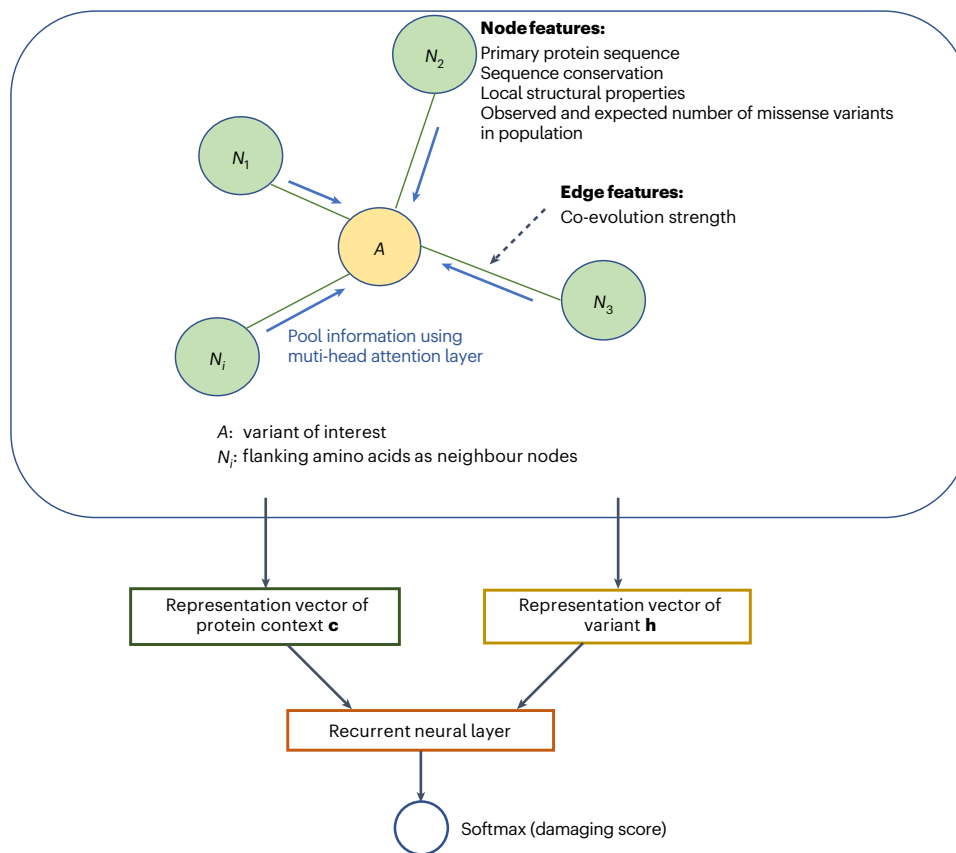 Node features:
Primary protein sequence
Sequence conservation
Local structural properties
Observed and expected number of missense variants
in population
N2
N1
A
Edge features:
Co-evolution strength
N3
Ni
Pool information using
muti-head attention layer
A: variant of interest
Ni: flanking amino acids as neighbour nodes
Representation vector of
protein context c
Representation vector of
variant h
Recurrent neural layer
Softmax (damaging score)